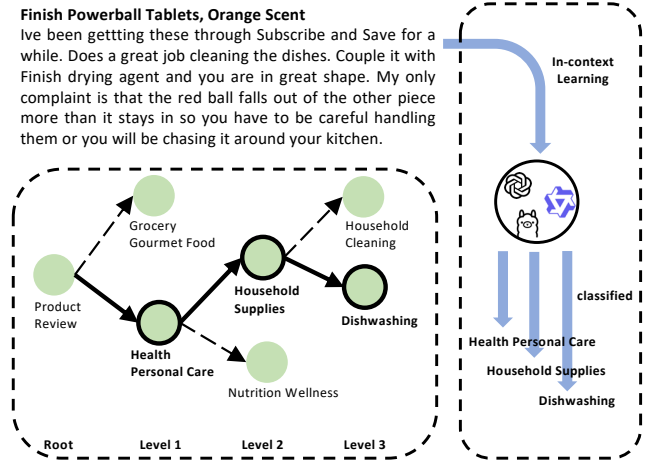 Finish Powerball Tablets, Orange Scent
Ive been gettting these through Subscribe and Save for a
while. Does a great job cleaning the dishes. Couple it with
Finish drying agent and you are in great shape. My only
complaint is that the red ball falls out of the other piece
more than it stays in so you have to be careful handling
them or you will be chasing it around your kitchen.
In-context
Learning
Grocery
Gourmet Food
Household
Cleaning
Product
Review
Household
Supplies
Dishwashing
Health
Personal Care
Nutrition Wellness
Root
Level 1
Level 2
Level 3
classified
Health Personal Care
Household Supplies
Dishwashing